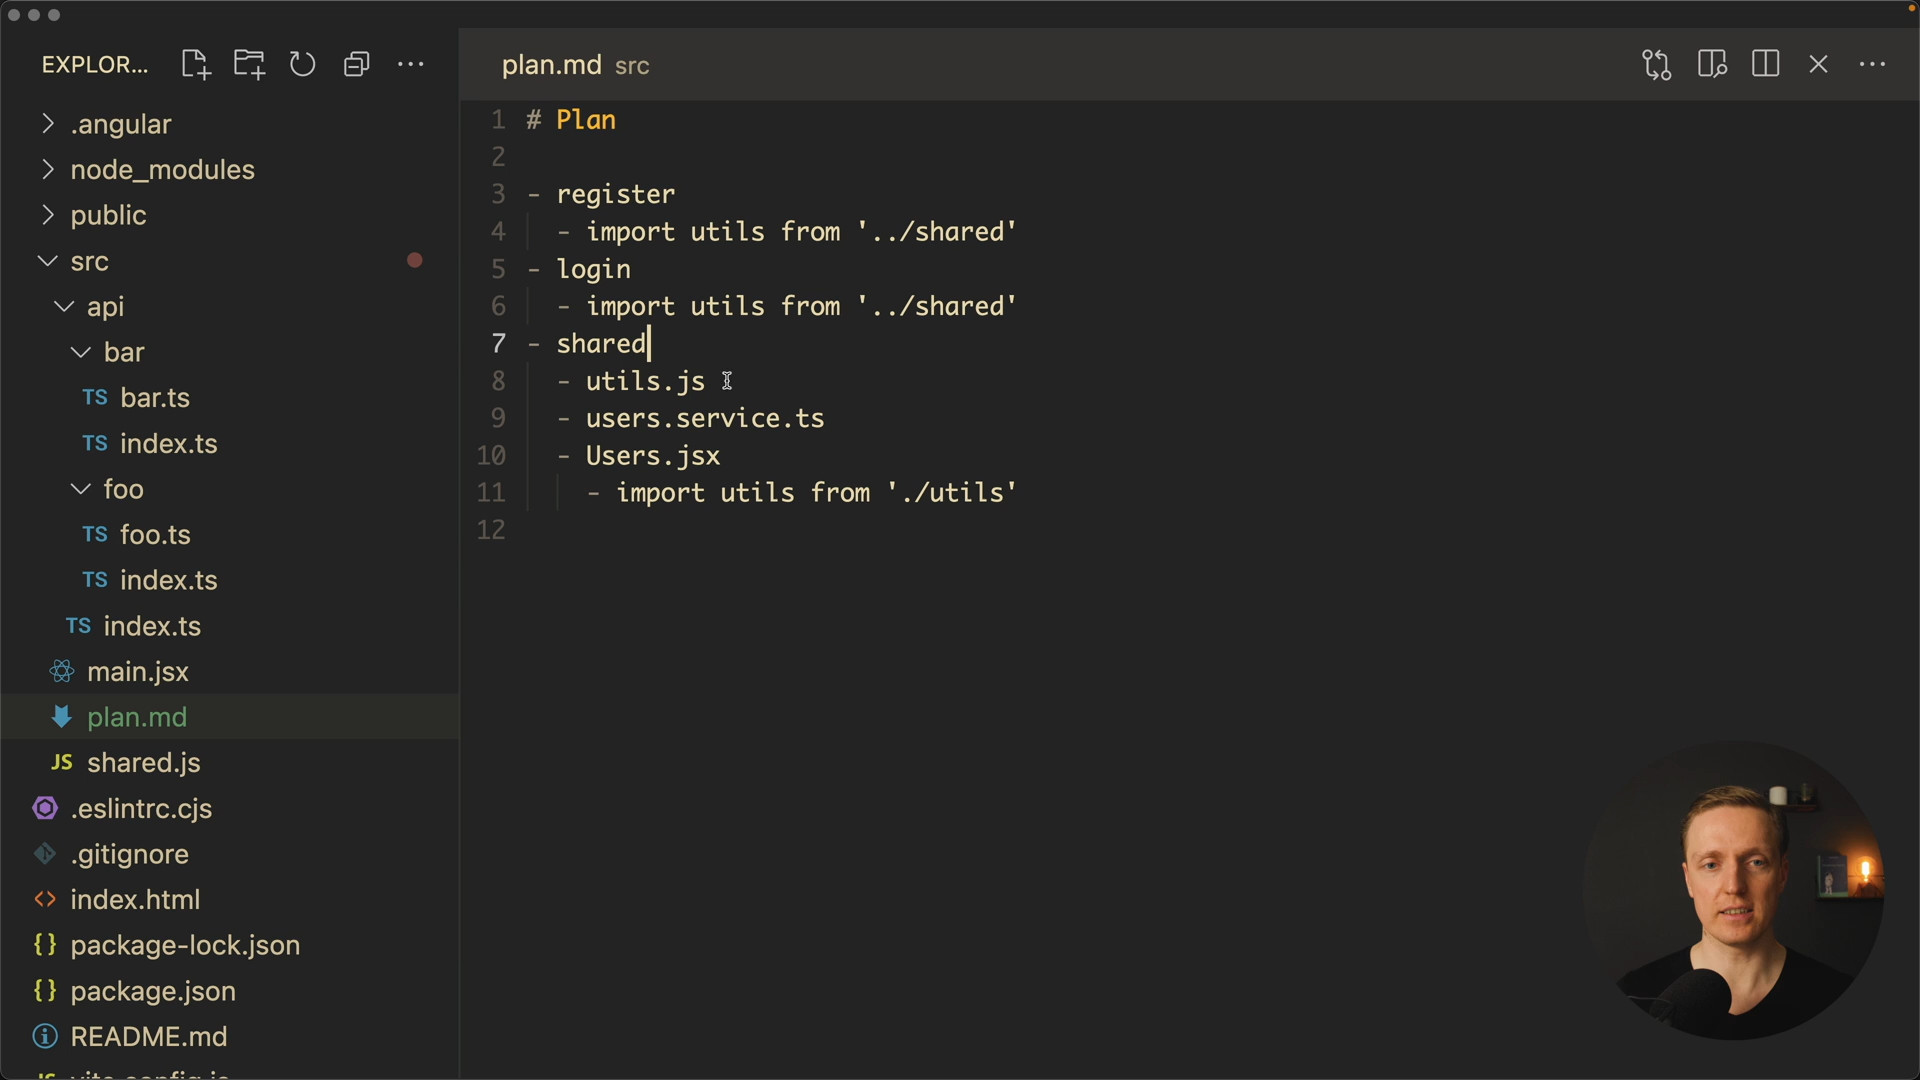 EXPLOR...
.angular
node_modules
public
src
api
bar
TS bar.ts
TS index.ts
foo
TS foo.ts
TS index.ts
TS index.ts
main.jsx
plan.md
JS shared.js
.eslintrc.cjs
.gitignore
<> index.html
{} package-lock.json
{} package.json
README.md
plan.md src
1 # Plan
2
3 - register
4 - import utils from '../shared'
5 - login
6 - import utils from '../shared'
7 - shared
8 - utils.js
9 - users.service.ts
10 - Users.jsx
11 - import utils from './utils'
12